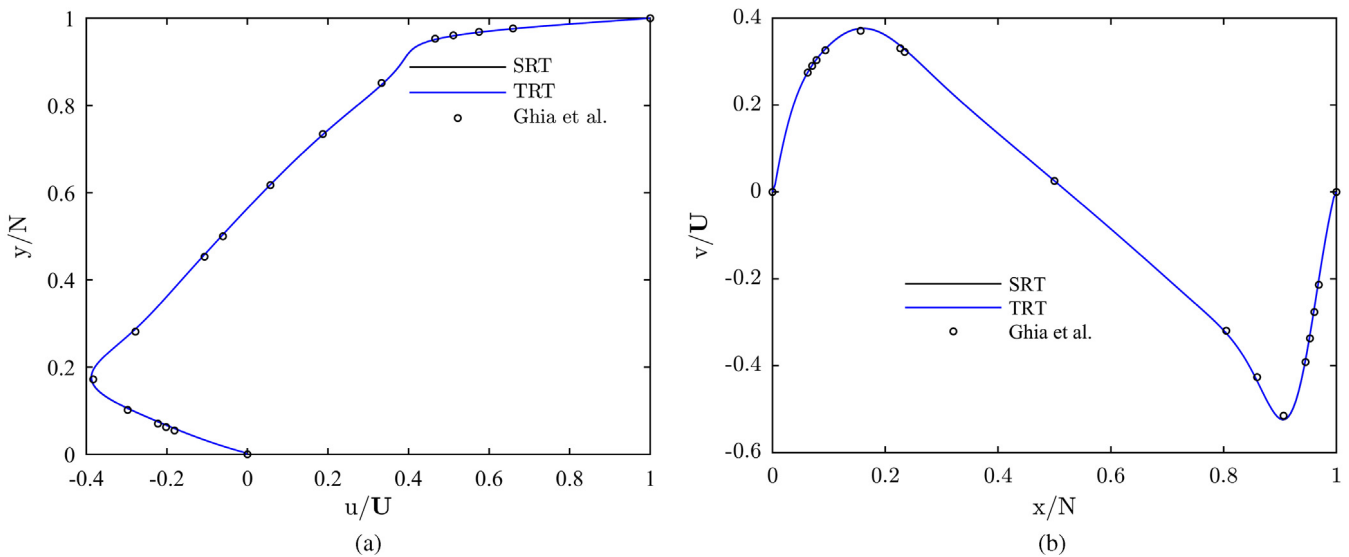 1
0.8
0.6
0.4
0.2
0
y/N
-0.4 -0.2 0 0.2 0.4 0.6 0.8 1
u/U
SRT
TRT
Ghia et al.
(a)
0.4
0.2
0
-0.2
-0.4
-0.6
v/U
0 0.2 0.4 0.6 0.8 1
x/N
SRT
TRT
Ghia et al.
(b)